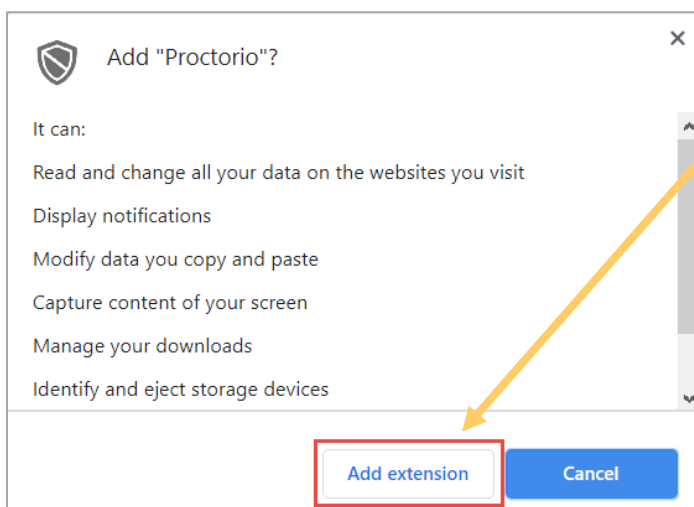 Add "Proctorio"?
It can:
Read and change all your data on the websites you visit
Display notifications
Modify data you copy and paste
Capture content of your screen
Manage your downloads
Identify and eject storage devices
Add extension
Cancel